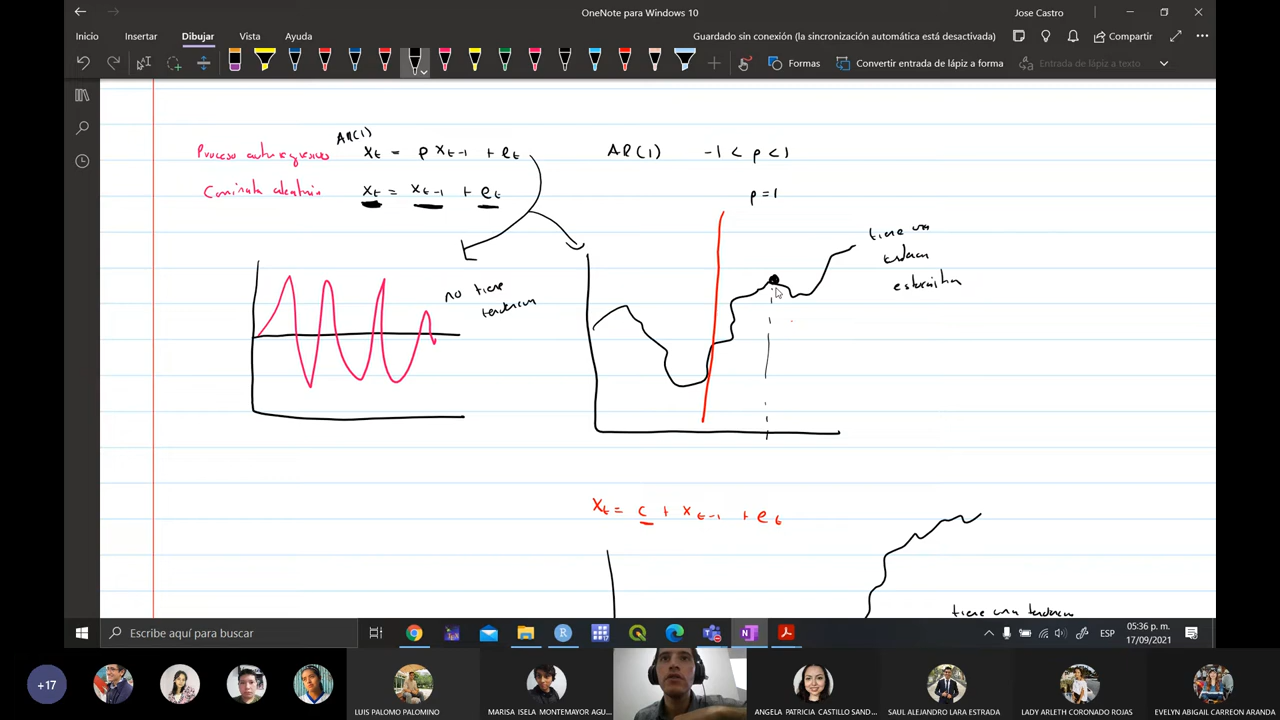 OneNote para Windows 10
Jose Castro
Inicio Insertar Dibujar Vista Ayuda
Guardado sin conexión (la sincronización automática está desactivada)
Compartir
Formas
Convertir entrada de lápiz a forma
Entrada de lápiz a texto
AR(1)
Proceso autoregresivo xt = ρ xt-1 + et
AR(1) -1 < ρ < 1
Caminata aleatoria xt = xt-1 + et
ρ = 1
tiene una
estocástica
no tiene
tendencia
xt = c + xt-1 + et
tiene una tendencia
Escribe aquí para buscar
ESP
05:36 p. m.
17/09/2021
+17
LUIS PALOMO PALOMINO
MARISA ISELA MONTEMAYOR AGU...
ANGELA PATRICIA CASTILLO SAND...
SAUL ALEJANDRO LARA ESTRADA
LADY ARLETH CORONADO ROJAS
EVELYN ABIGAIL CARREON ARANDA